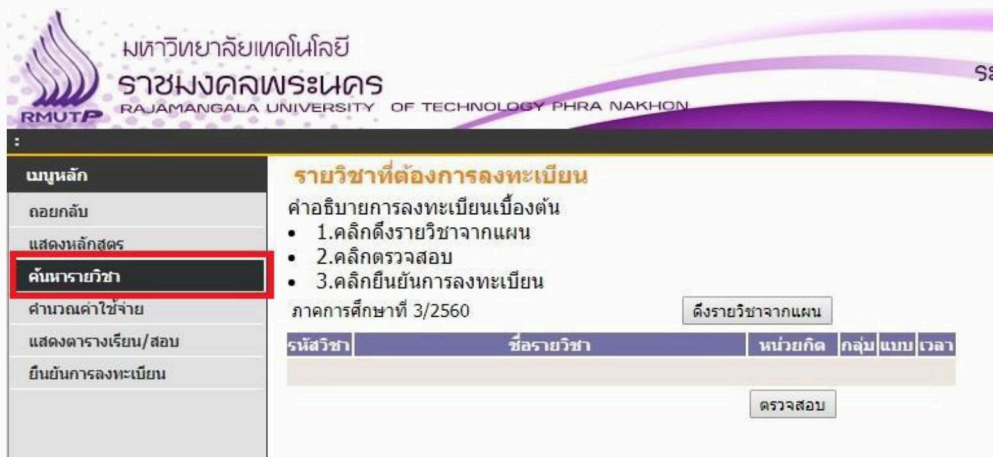 มหาวิทยาลัยเทคโนโลยี
ราชมงคลพระนคร
RAJAMANGALA UNIVERSITY OF TECHNOLOGY PHRA NAKHON
RMUTP
:
เมนูหลัก
ถอยกลับ
แสดงหลักสูตร
ค้นหารายวิชา
คำนวณค่าใช้จ่าย
แสดงตารางเรียน/สอบ
ยืนยันการลงทะเบียน
รายวิชาที่ต้องการลงทะเบียน
คำอธิบายการลงทะเบียนเบื้องต้น
• 1.คลิกดึงรายวิชาจากแผน
• 2.คลิกตรวจสอบ
• 3.คลิกยืนยันการลงทะเบียน
ภาคการศึกษาที่ 3/2560 ดึงรายวิชาจากแผน
รหัสวิชา ชื่อรายวิชา หน่วยกิต กลุ่ม แบบ เวลา
ตรวจสอบ